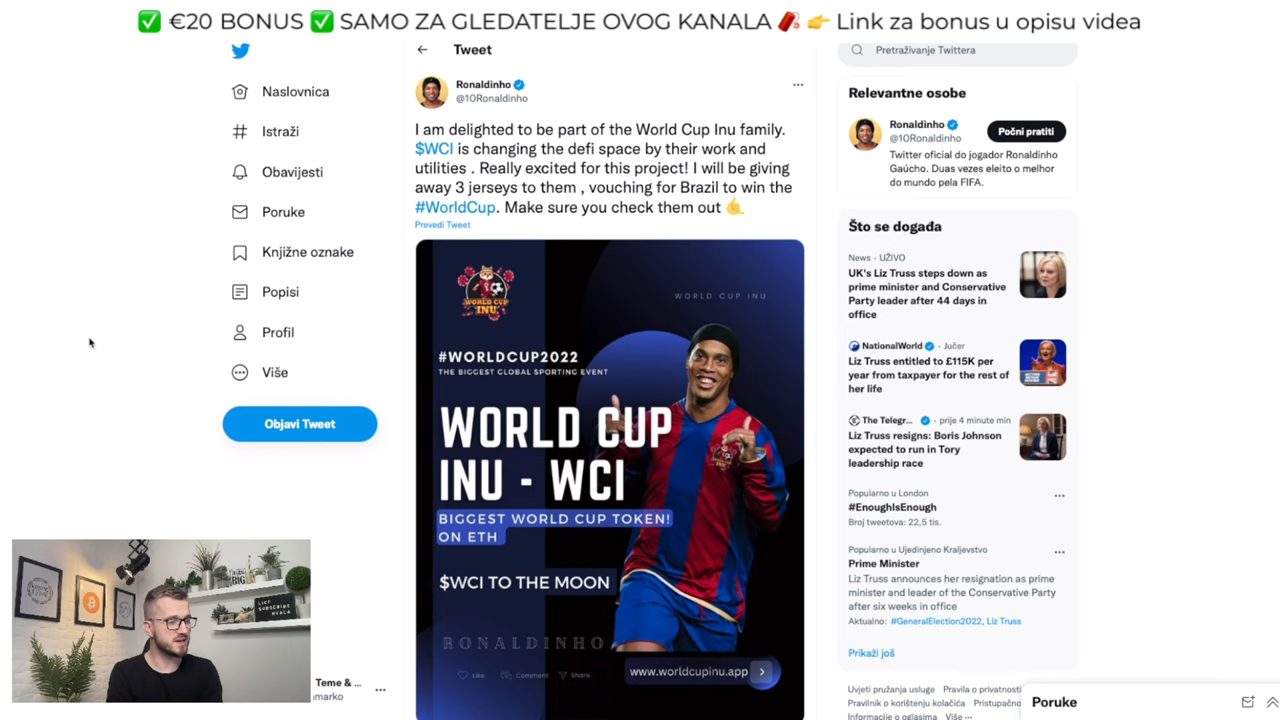 ✅ €20 BONUS ✅ SAMO ZA GLEDATELJE OVOG KANALA 🧨 👉 Link za bonus u opisu videa
Naslovnica
Istraži
Obavijesti
Poruke
Knjižne oznake
Popisi
Profil
Više
Objavi Tweet
Teme & ...
marko
Tweet
Ronaldinho
@10Ronaldinho
I am delighted to be part of the World Cup Inu family.
$WCI is changing the defi space by their work and
utilities . Really excited for this project! I will be giving
away 3 jerseys to them , vouching for Brazil to win the
#WorldCup. Make sure you check them out 🤙
Prevedi Tweet
WORLD CUP
INU
WORLD CUP INU
#WORLDCUP2022
THE BIGGEST GLOBAL SPORTING EVENT
WORLD CUP
INU - WCI
BIGGEST WORLD CUP TOKEN!
ON ETH
$WCI TO THE MOON
RONALDINHO
Like
Comment
Share
www.worldcupinu.app
Pretraživanje Twittera
Relevantne osobe
Ronaldinho
@10Ronaldinho
Počni pratiti
Twitter oficial do jogador Ronaldinho
Gaúcho. Duas vezes eleito o melhor
do mundo pela FIFA.
Što se događa
News · UŽIVO
UK's Liz Truss steps down as
prime minister and Conservative
Party leader after 44 days in
office
NationalWorld · Jučer
Liz Truss entitled to £115K per
year from taxpayer for the rest of
her life
The Telegr... · prije 4 minute min
Liz Truss resigns: Boris Johnson
expected to run in Tory
leadership race
Popularno u London
#EnoughIsEnough
Broj tweetova: 22,5 tis.
Popularno u Ujedinjeno Kraljevstvo
Prime Minister
Liz Truss announces her resignation as prime
minister and leader of the Conservative Party
after six weeks in office
Aktualno: #GeneralElection2022, Liz Truss
Prikaži još
Uvjeti pružanja usluge Pravila o privatnosti
Pravilnik o korištenju kolačića
Informacije o oglasima Više ...
Poruke